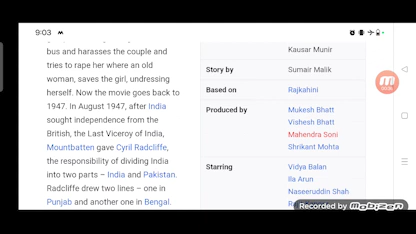 9:03
bus and harasses the couple and
tries to rape her where an old
woman, saves the girl, undressing
herself. Now the movie goes back to
1947. In August 1947, after India
sought independence from the
British, the Last Viceroy of India,
Mountbatten gave Cyril Radcliffe,
the responsibility of dividing India
into two parts – India and Pakistan.
Radcliffe drew two lines – one in
Punjab and another one in Bengal.
Kausar Munir
Story by Sumair Malik
Based on Rajkahini
Produced by Mukesh Bhatt
Vishesh Bhatt
Mahendra Soni
Shrikant Mohta
Starring Vidya Balan
Ila Arun
Naseeruddin Shah
Recorded by MOBIZEN